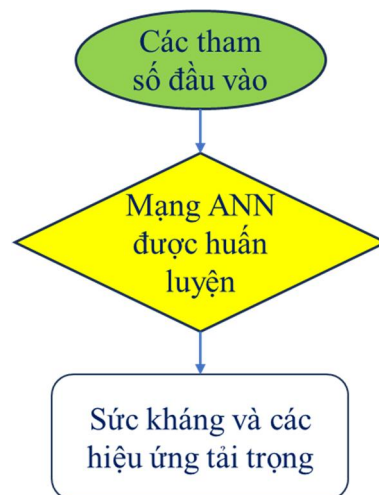 Các tham
số đầu vào
Mạng ANN
được huấn
luyện
Sức kháng và các
hiệu ứng tải trọng